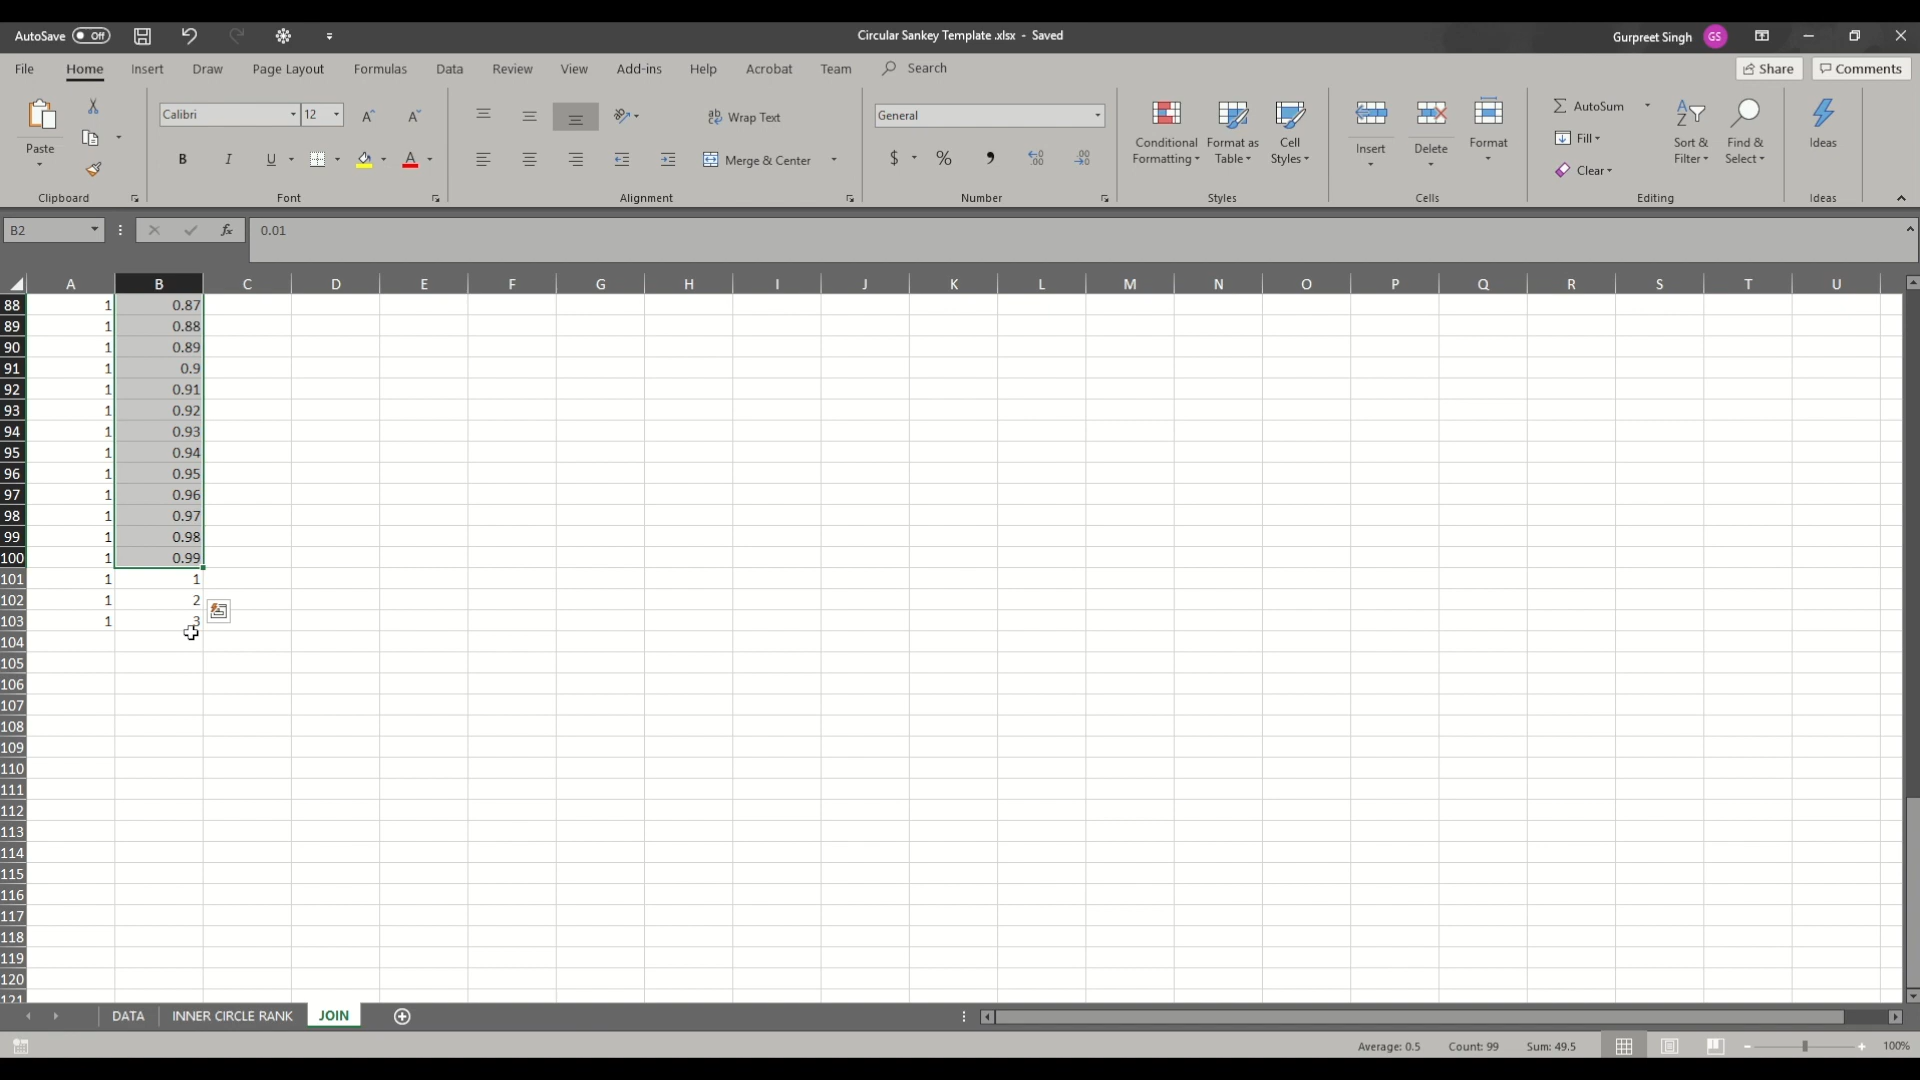 AutoSave Off Circular Sankey Template .xlsx - Saved Gurpreet Singh GS
File Home Insert Draw Page Layout Formulas Data Review View Add-ins Help Acrobat Team Search Share Comments
Paste
Calibri 12
B I U A
ab Wrap Text
Merge & Center
General
$ % ,
Conditional Formatting
Format as Table
Cell Styles
Insert Delete Format
AutoSum
Fill
Clear
Sort & Filter
Find & Select
Ideas
Clipboard Font Alignment Number Styles Cells Editing Ideas
B2 fx 0.01
A B C D E F G H I J K L M N O P Q R S T U
88 1 0.87
89 1 0.88
90 1 0.89
91 1 0.9
92 1 0.91
93 1 0.92
94 1 0.93
95 1 0.94
96 1 0.95
97 1 0.96
98 1 0.97
99 1 0.98
100 1 0.99
101 1 1
102 1 2
103 1 3
104
105
106
107
108
109
110
111
112
113
114
115
116
117
118
119
120
121
DATA INNER CIRCLE RANK JOIN
Average: 0.5 Count: 99 Sum: 49.5 100%